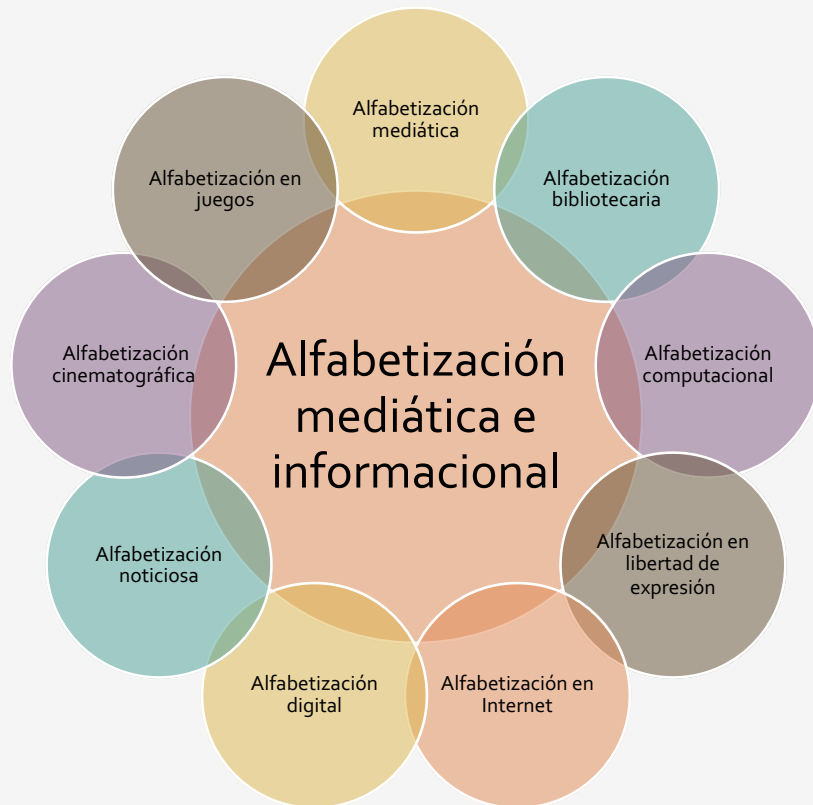 Alfabetización
mediática
Alfabetización
bibliotecaria
Alfabetización
computacional
Alfabetización en
libertad de
expresión
Alfabetización en
Internet
Alfabetización
digital
Alfabetización
noticiosa
Alfabetización
cinematográfica
Alfabetización en
juegos
Alfabetización
mediática e
informacional